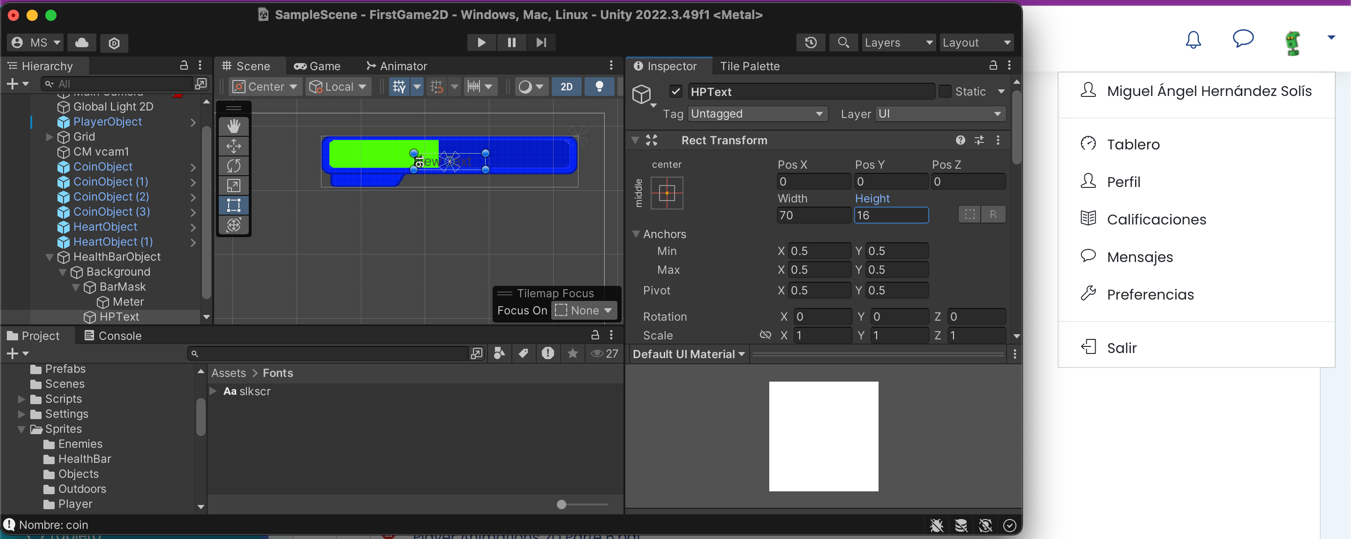 SampleScene - FirstGame2D - Windows, Mac, Linux - Unity 2022.3.49f1 <Metal>
MS
Layers
Layout
Hierarchy
Scene
Game
Animator
Inspector
Tile Palette
All
Center
Local
2D
HPText
Static
Tag Untagged
Layer UI
Main Camera
Global Light 2D
PlayerObject
Grid
CM vcam1
CoinObject
CoinObject (1)
CoinObject (2)
CoinObject (3)
HeartObject
HeartObject (1)
HealthBarObject
Background
BarMask
Meter
HPText
Tilemap Focus
Focus On None
Rect Transform
center
middle
Pos X Pos Y Pos Z
0 0 0
Width Height
70 16
R
Anchors
Min X 0.5 Y 0.5
Max X 0.5 Y 0.5
Pivot X 0.5 Y 0.5
Rotation X 0 Y 0 Z 0
Scale X 1 Y 1 Z 1
Default UI Material
Project
Console
27
Prefabs
Scenes
Scripts
Settings
Sprites
Enemies
HealthBar
Objects
Outdoors
Player
Assets > Fonts
Aa slkscr
Nombre: coin
Miguel Ángel Hernández Solís
Tablero
Perfil
Calificaciones
Mensajes
Preferencias
Salir